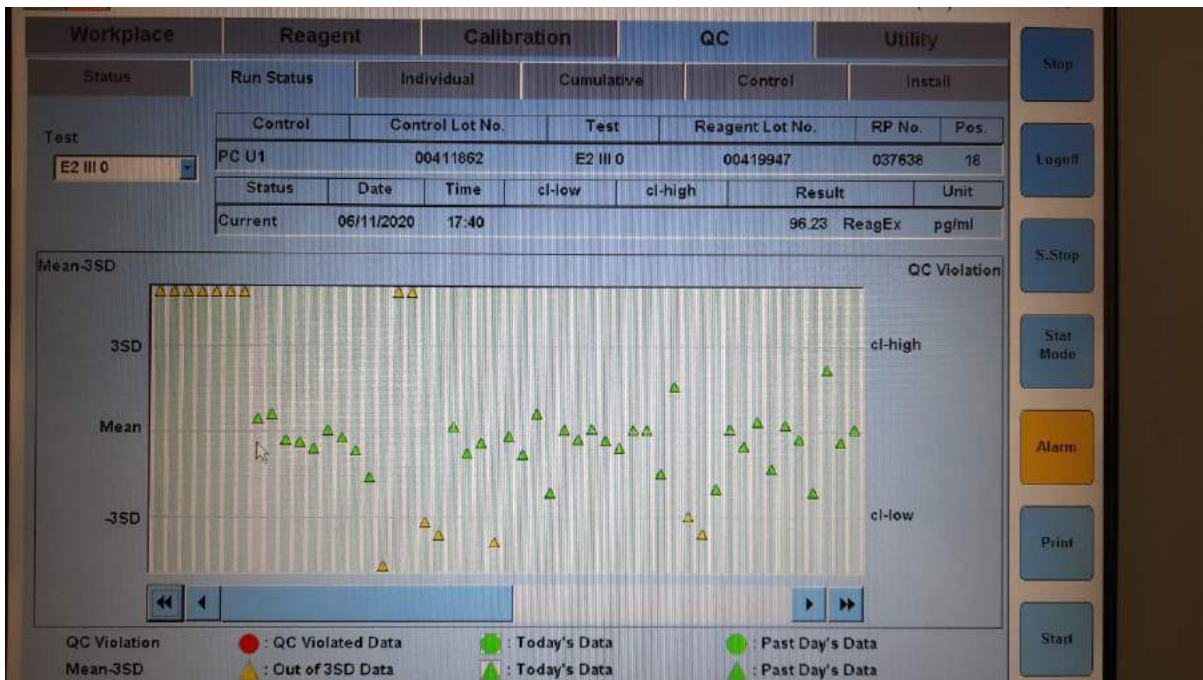 Workplace Reagent Calibration QC Utility
Stop
Status Run Status Individual Cumulative Control Install
Test
Control Control Lot No. Test Reagent Lot No. RP No. Pos.
E2 III 0
PC U1 00411862 E2 III 0 00419947 037638 18
Logoff
Status Date Time cl-low cl-high Result Unit
Current 06/11/2020 17:40 96.23 ReagEx pg/ml
S.Stop
Mean-3SD QC Violation
3SD cl-high
Stat
Mode
Mean
Alarm
-3SD cl-low
Print
QC Violation : QC Violated Data : Today's Data : Past Day's Data
Start
Mean-3SD : Out of 3SD Data : Today's Data : Past Day's Data